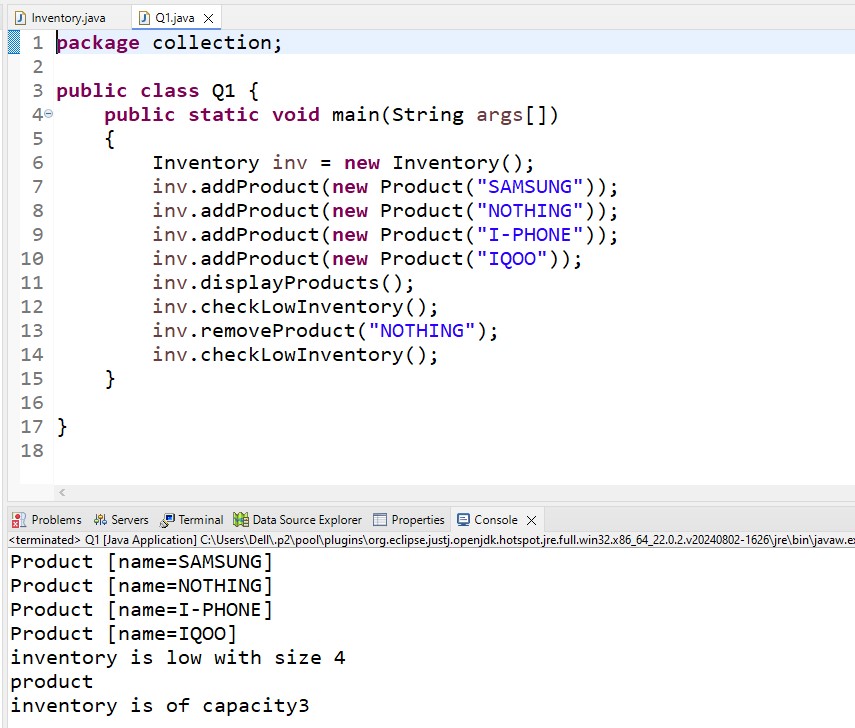 Inventory.java Q1.java
1 package collection;
2
3 public class Q1 {
4 public static void main(String args[])
5 {
6 Inventory inv = new Inventory();
7 inv.addProduct(new Product("SAMSUNG"));
8 inv.addProduct(new Product("NOTHING"));
9 inv.addProduct(new Product("I-PHONE"));
10 inv.addProduct(new Product("IQOO"));
11 inv.displayProducts();
12 inv.checkLowInventory();
13 inv.removeProduct("NOTHING");
14 inv.checkLowInventory();
15 }
16
17 }
18
Problems Servers Terminal Data Source Explorer Properties Console
<terminated> Q1 [Java Application] C:\Users\Dell\.p2\pool\plugins\org.eclipse.justj.openjdk.hotspot.jre.full.win32.x86_64_22.0.2.v20240802-1626\jre\bin\javaw.ex
Product [name=SAMSUNG]
Product [name=NOTHING]
Product [name=I-PHONE]
Product [name=IQOO]
inventory is low with size 4
product
inventory is of capacity3